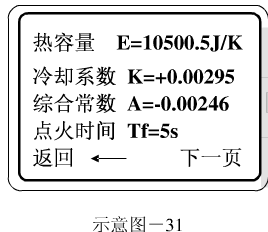 热容量 E=10500.5J/K
冷却系数 K=+0.00295
综合常数 A=-0.00246
点火时间 Tf=5s
返回 ← 下一页
示意图－31